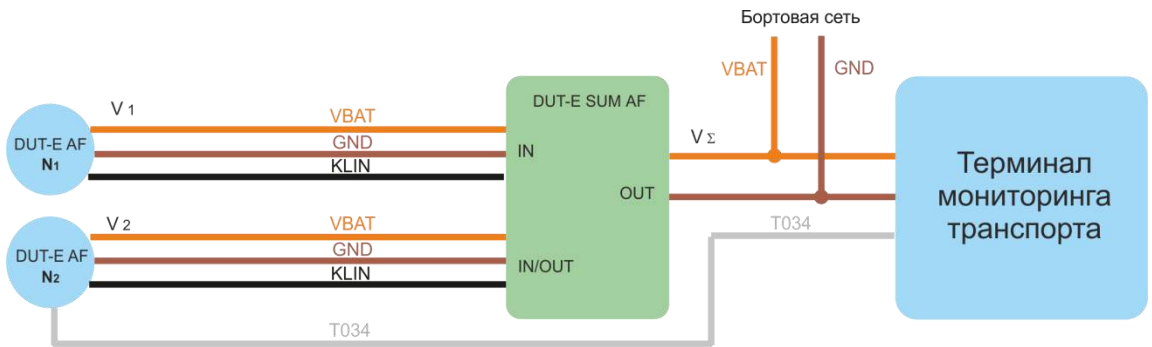 Бортовая сеть
VBAT
GND
DUT-E SUM AF
V 1
VBAT
GND
KLIN
DUT-E AF
N1
IN
V Σ
OUT
Терминал
мониторинга
транспорта
V 2
VBAT
GND
KLIN
DUT-E AF
N2
IN/OUT
T034
T034